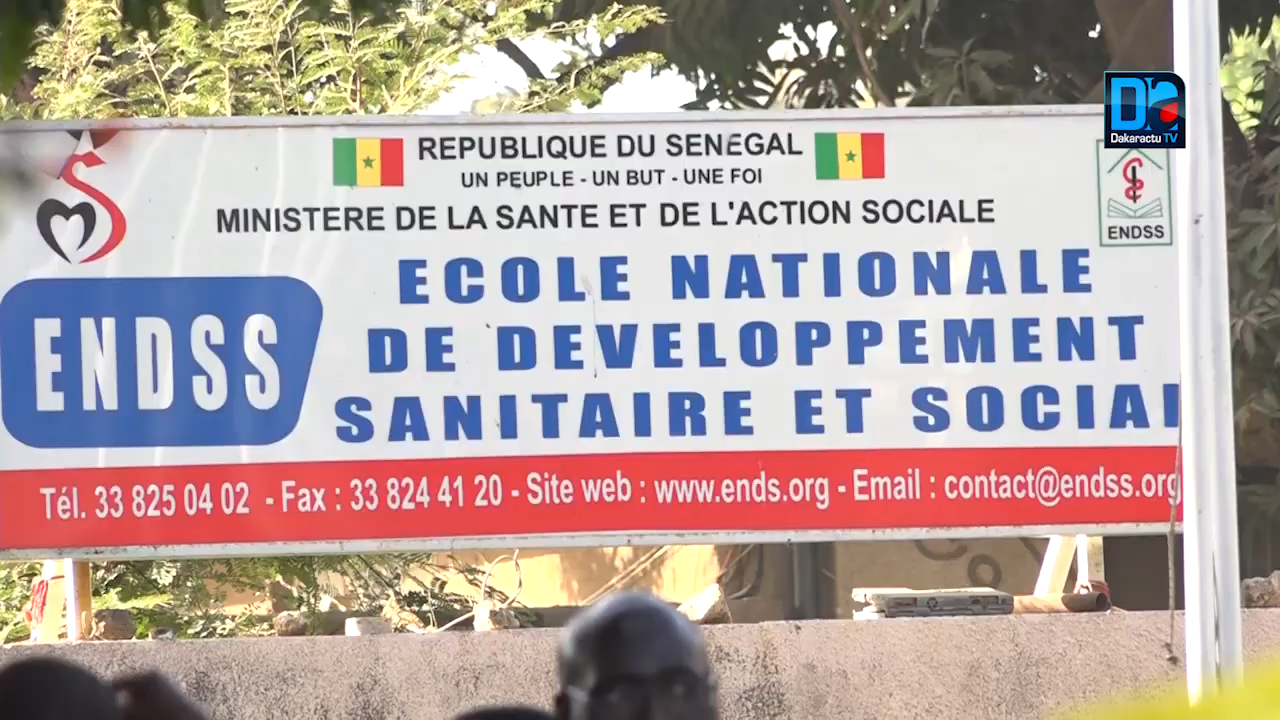 Dakaractu TV
REPUBLIQUE DU SENEGAL
UN PEUPLE - UN BUT - UNE FOI
MINISTERE DE LA SANTE ET DE L'ACTION SOCIALE
ENDSS
ENDSS
ECOLE NATIONALE
DE DEVELOPPEMENT
SANITAIRE ET SOCIAL
Tél. 33 825 04 02 - Fax : 33 824 41 20 - Site web : www.ends.org - Email : contact@endss.org